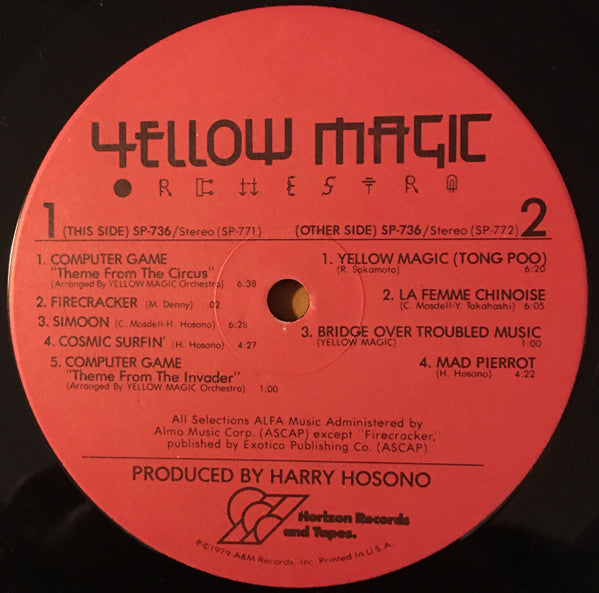 YELLOW MAGIC
ORCHESTRA
1 (THIS SIDE) SP-736/Stereo (SP-771)
1. COMPUTER GAME
"Theme From The Circus"
(Arranged By YELLOW MAGIC Orchestra) 6:38
2. FIRECRACKER (M. Denny) :02
3. SIMOON (C. Mosdell-H. Hosono) 6:28
4. COSMIC SURFIN' (H. Hosono) 4:27
5. COMPUTER GAME
"Theme From The Invader"
(Arranged By YELLOW MAGIC Orchestra) 1:00
(OTHER SIDE) SP-736/Stereo (SP-772) 2
1. YELLOW MAGIC (TONG POO)
(R. Sakamoto) 6:20
2. LA FEMME CHINOISE
(C. Mosdell-Y. Takahashi) 6:05
3. BRIDGE OVER TROUBLED MUSIC
(YELLOW MAGIC) 1:00
4. MAD PIERROT
(H. Hosono) 4:22
All Selections ALFA Music Administered by
Almo Music Corp. (ASCAP) except "Firecracker,"
published by Exotica Publishing Co. (ASCAP)
PRODUCED BY HARRY HOSONO
Horizon Records
and Tapes.
℗©1979 A&M Records, Inc. Printed In U.S.A.